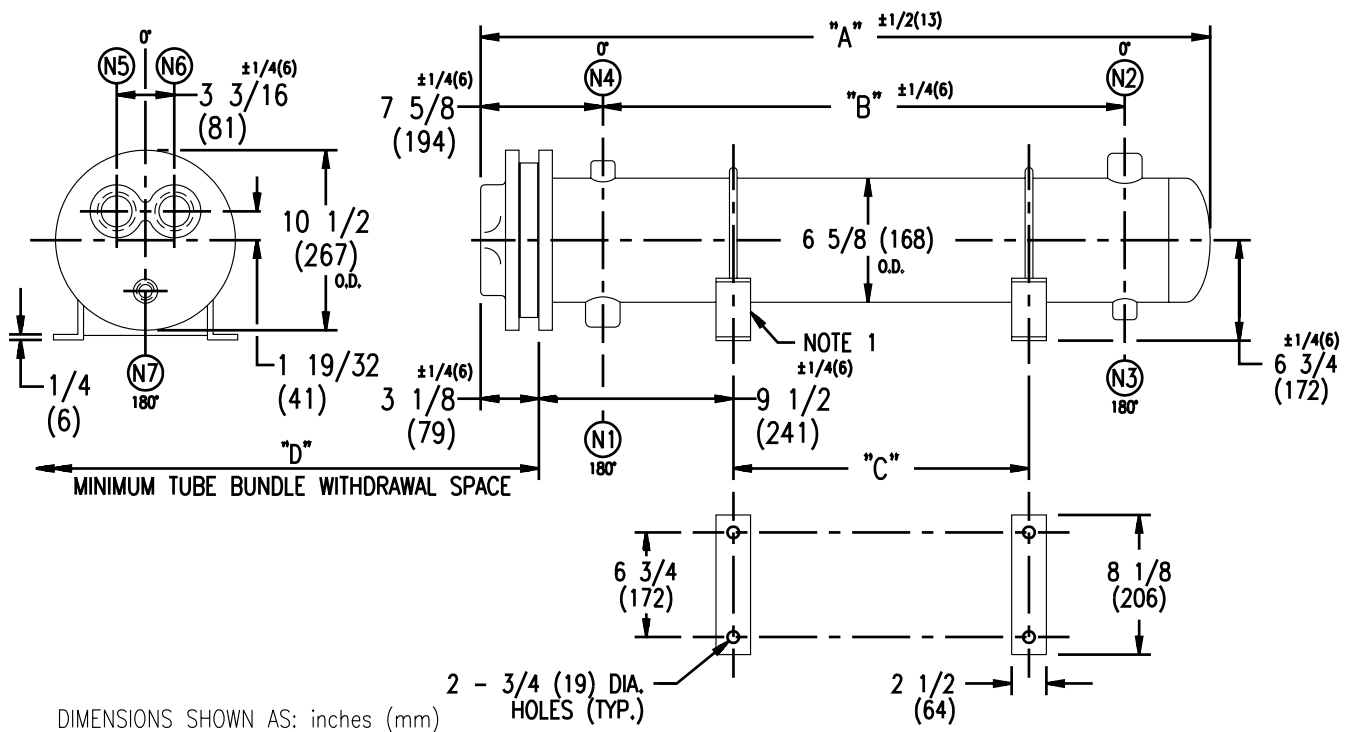 "A" ±1/2(13)
0°
N5
N6
±1/4(6)
3 3/16
(81)
±1/4(6)
7 5/8
(194)
0°
N4
"B" ±1/4(6)
0°
N2
10 1/2
(267)
O.D.
6 5/8 (168)
O.D.
1/4
(6)
N7
180°
1 19/32
(41)
±1/4(6)
3 1/8
(79)
NOTE 1
±1/4(6)
9 1/2
(241)
±1/4(6)
6 3/4
(172)
N3
180°
N1
180°
"D"
MINIMUM TUBE BUNDLE WITHDRAWAL SPACE
"C"
6 3/4
(172)
8 1/8
(206)
2 - 3/4 (19) DIA.
HOLES (TYP.)
2 1/2
(64)
DIMENSIONS SHOWN AS: inches (mm)